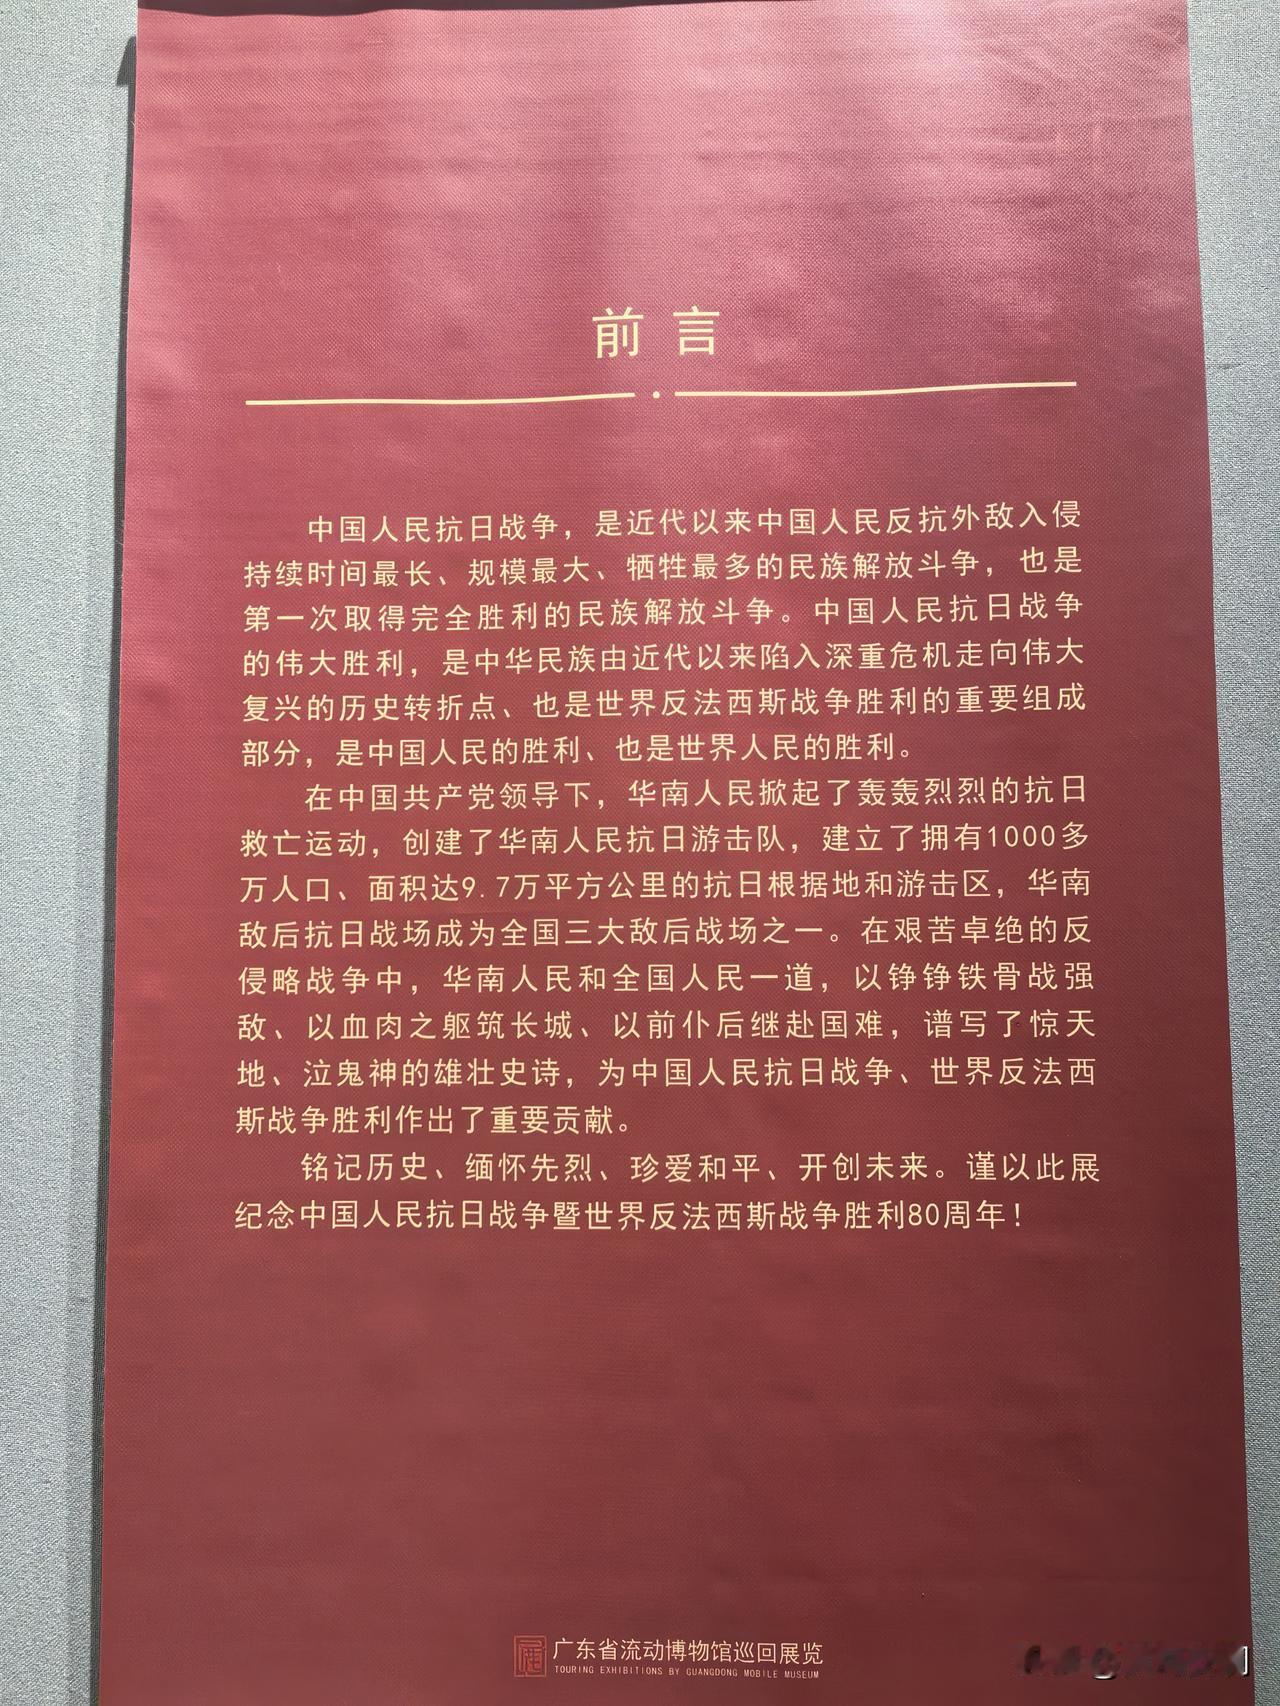 前言
中国人民抗日战争，是近代以来中国人民反抗外敌入侵
持续时间最长、规模最大、牺牲最多的民族解放斗争，也是
第一次取得完全胜利的民族解放斗争。中国人民抗日战争
的伟大胜利，是中华民族由近代以来陷入深重危机走向伟大
复兴的历史转折点、也是世界反法西斯战争胜利的重要组成
部分，是中国人民的胜利、也是世界人民的胜利。
在中国共产党领导下，华南人民掀起了轰轰烈烈的抗日
救亡运动，创建了华南人民抗日游击队，建立了拥有1000多
万人口、面积达9.7万平方公里的抗日根据地和游击区，华南
敌后抗日战场成为全国三大敌后战场之一。在艰苦卓绝的反
侵略战争中，华南人民和全国人民一道，以铮铮铁骨战强
敌、以血肉之躯筑长城、以前仆后继赴国难，谱写了惊天
地、泣鬼神的雄壮史诗，为中国人民抗日战争、世界反法西
斯战争胜利作出了重要贡献。
铭记历史、缅怀先烈、珍爱和平、开创未来。谨以此展
纪念中国人民抗日战争暨世界反法西斯战争胜利80周年！
广东省流动博物馆巡回展览
TOURING EXHIBITIONS BY GUANGDONG MOBILE MUSEUM